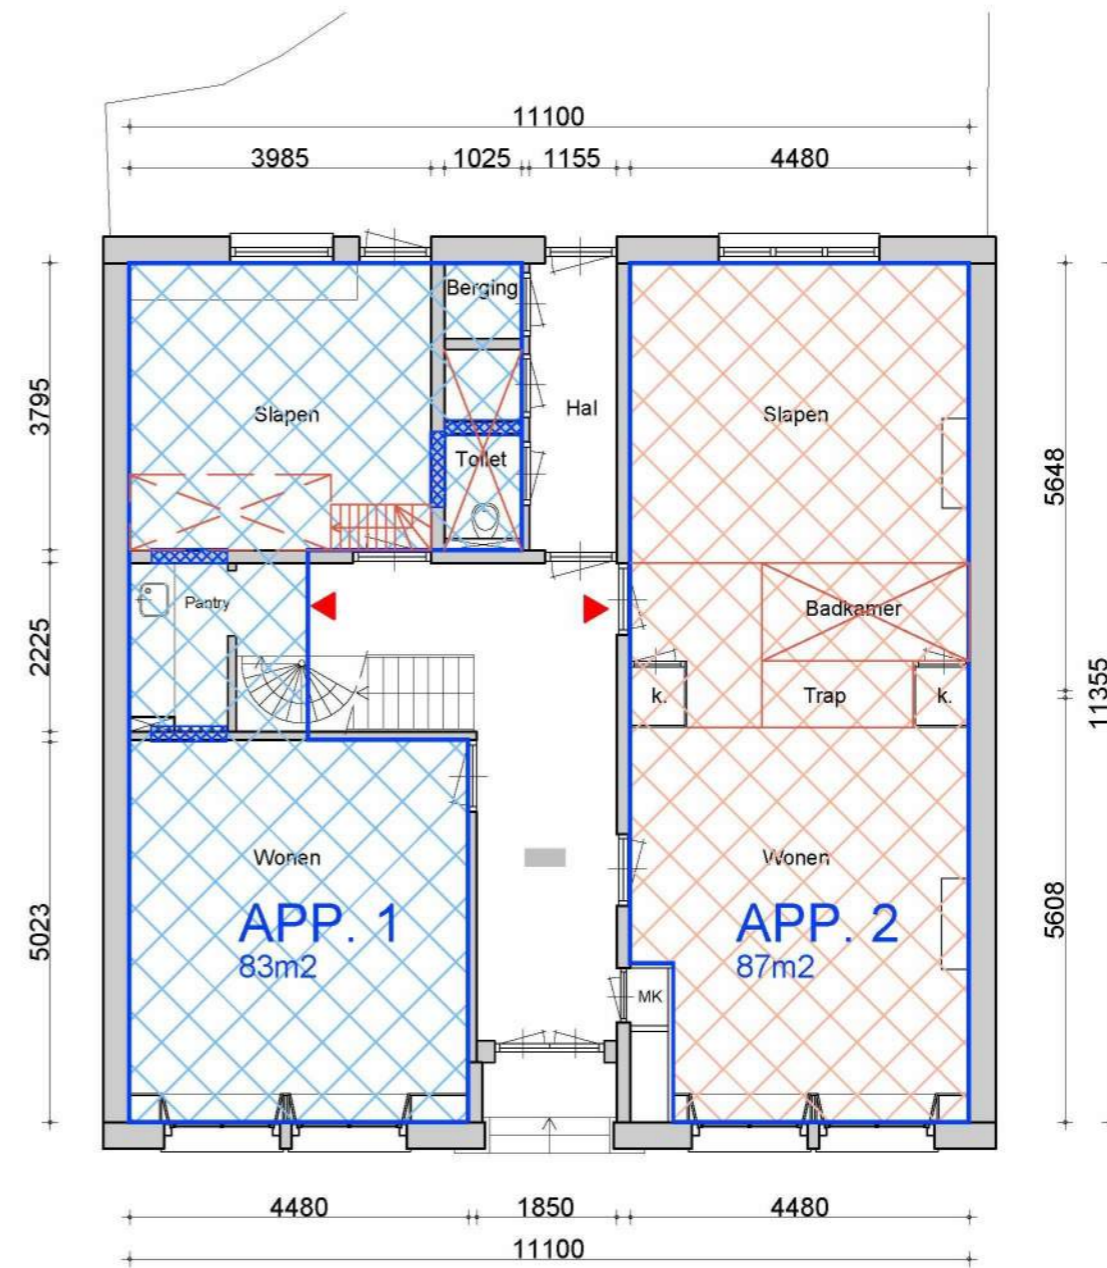 11100
3985 1025 1155 4480
Berging
3795
Slapen
Hal
Slapen
Toilet
5648
Pantry
Badkamer
2225
k. Trap k.
11355
Wonen
Wonen
5023
APP. 1
APP. 2
5608
83m2
87m2
MK
4480 1850 4480
11100